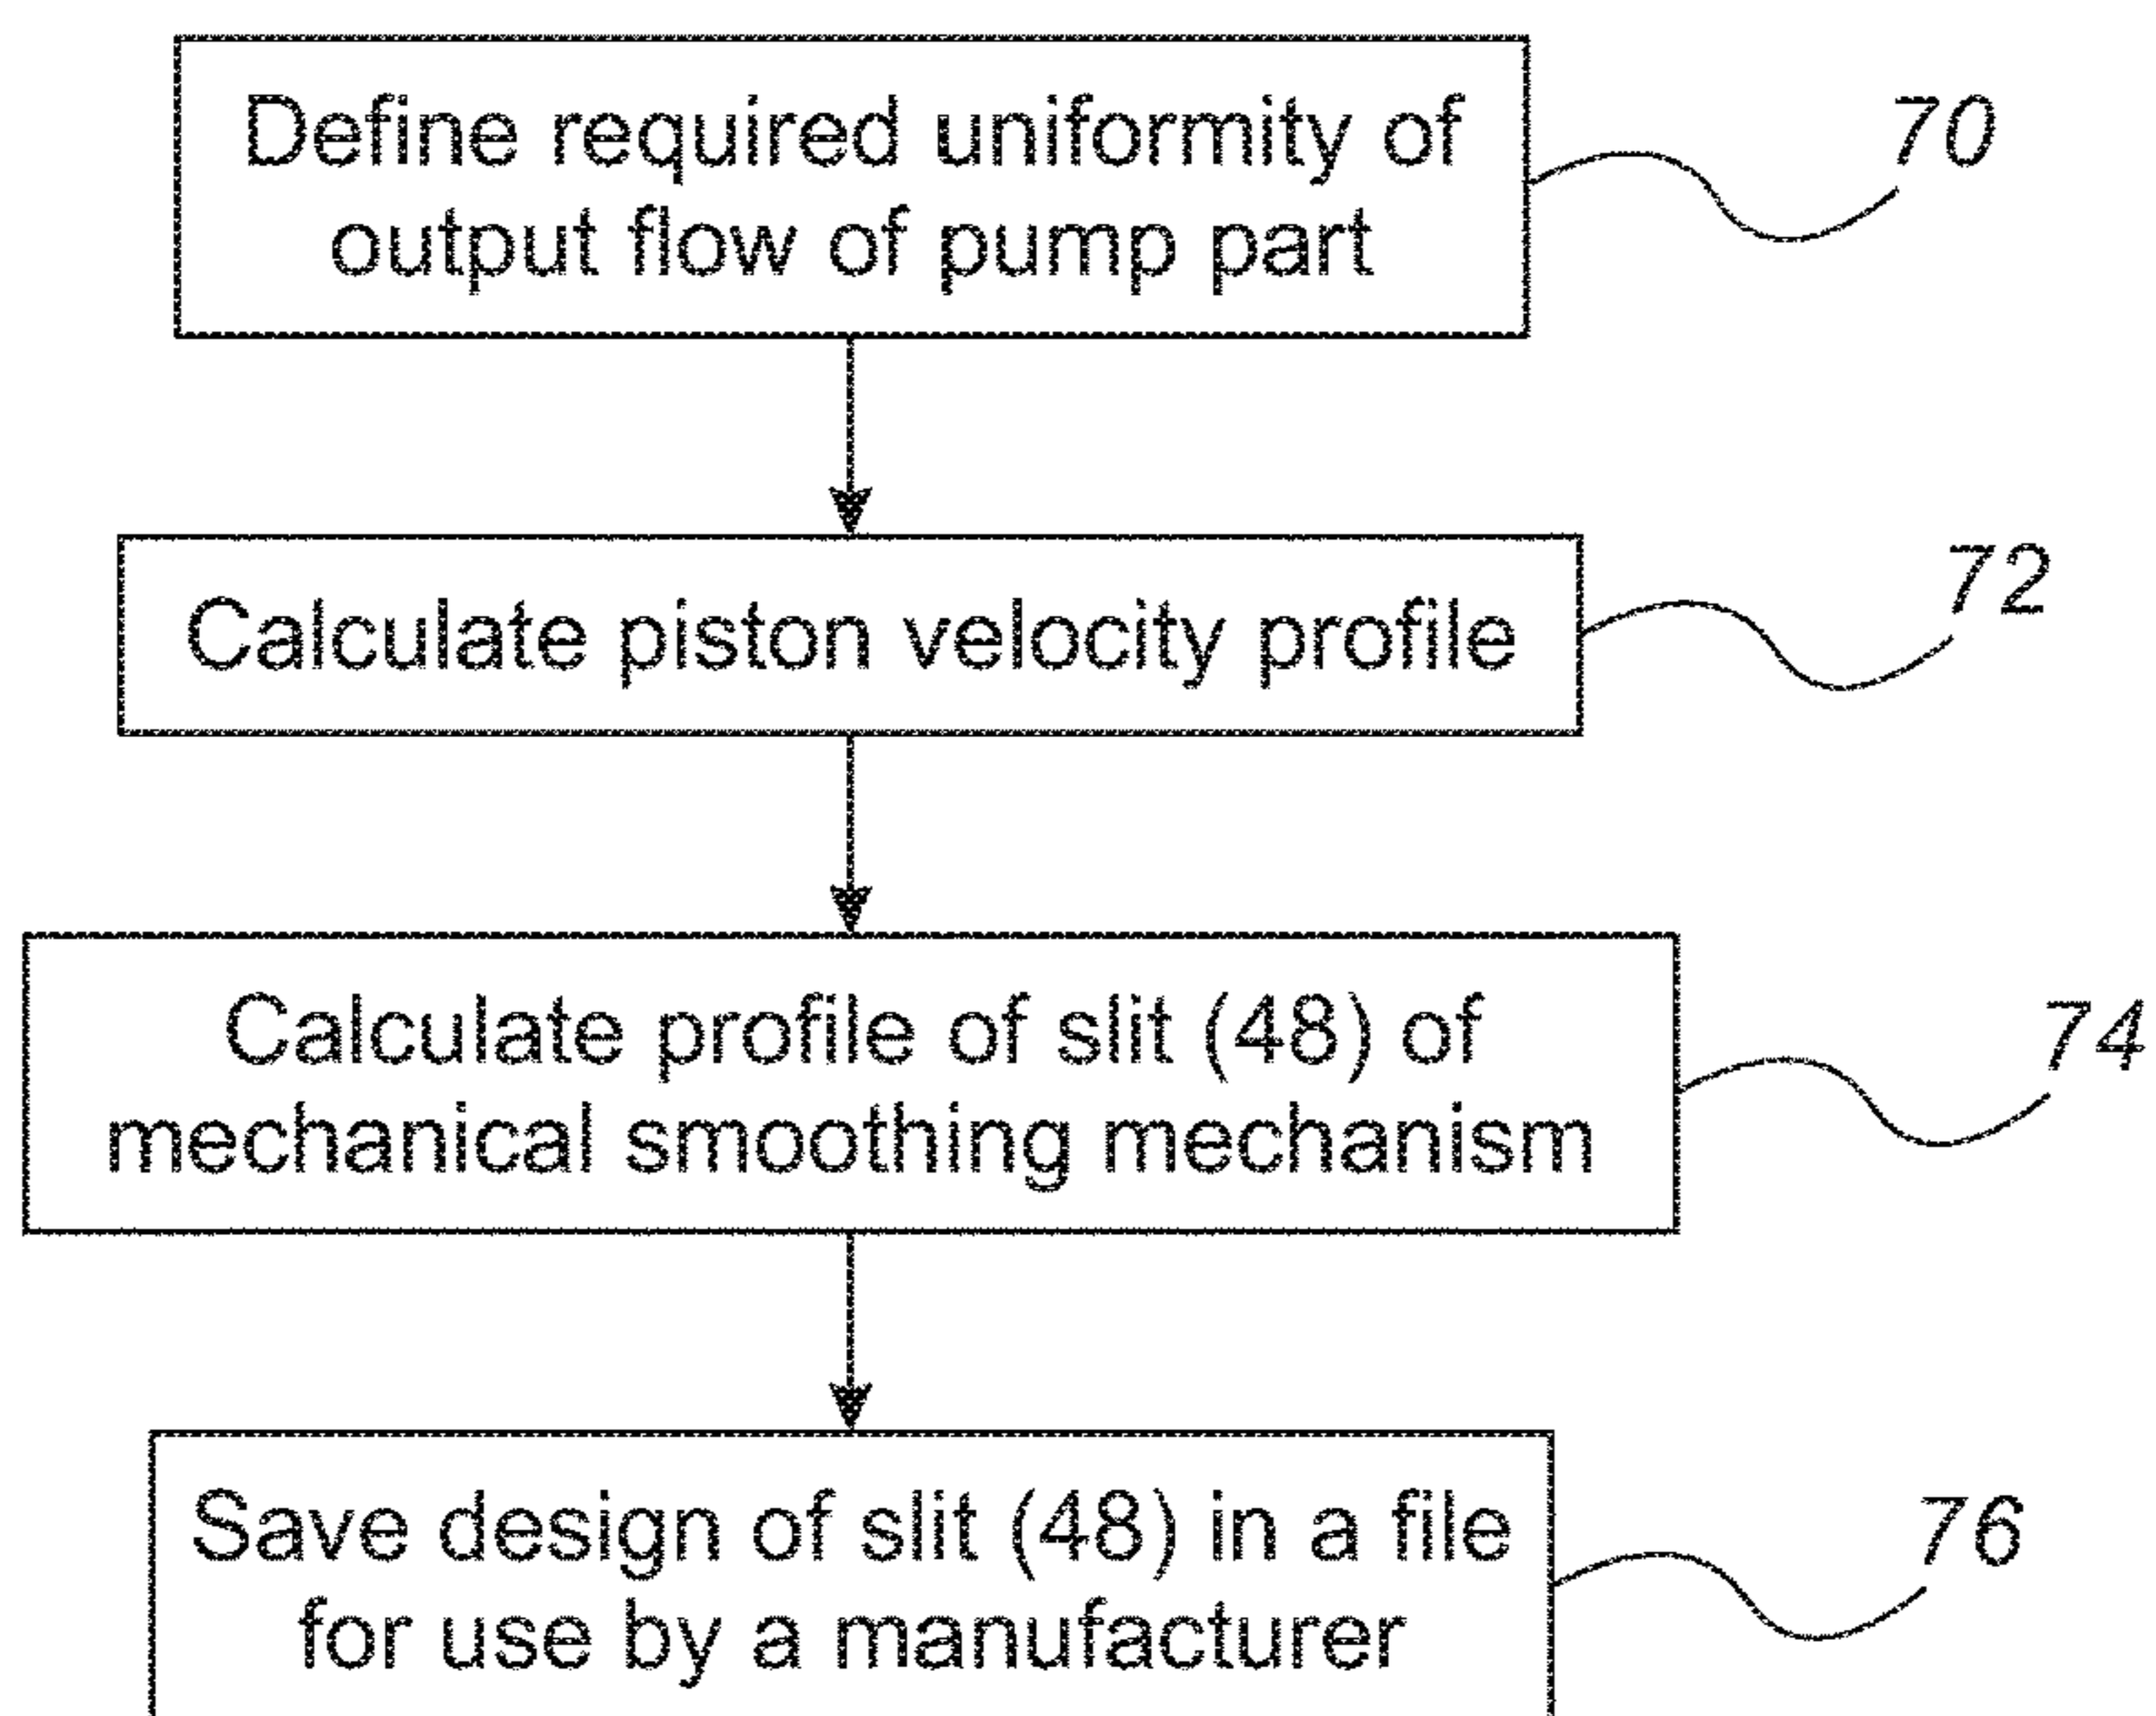 Define required uniformity of
output flow of pump part
70
Calculate piston velocity profile
72
Calculate profile of slit (48) of
mechanical smoothing mechanism
74
Save design of slit (48) in a file
for use by a manufacturer
76